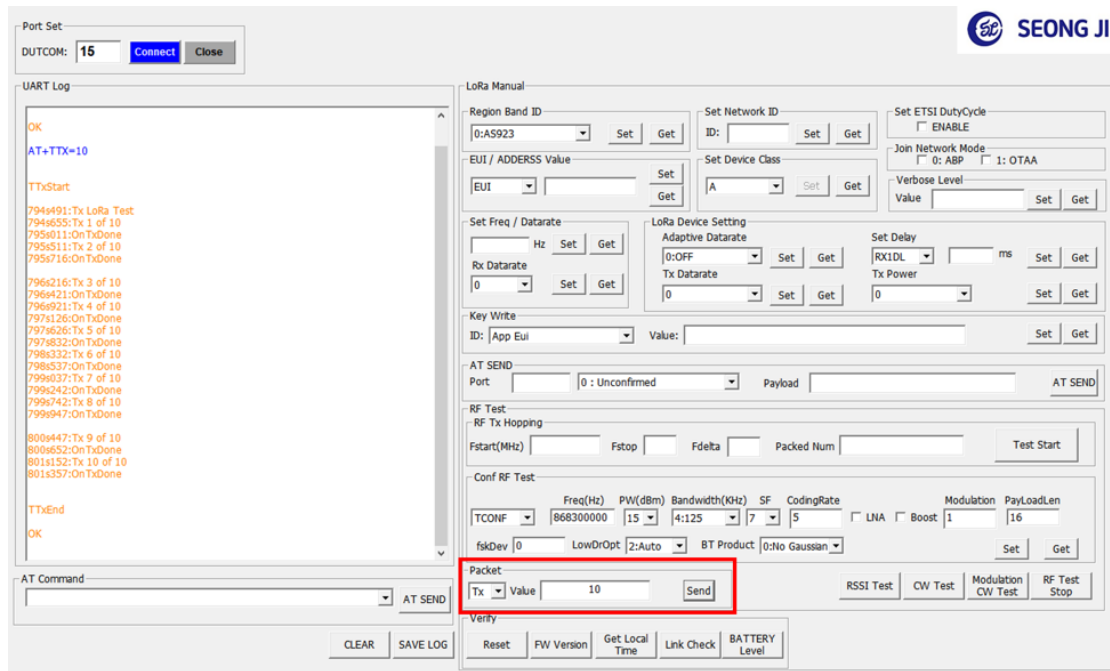 Port Set
DUTCOM: 15 Connect Close
SEONG JI
UART Log
OK
AT+TTX=10
TTxStart
794s491:Tx LoRa Test
794s655:Tx 1 of 10
795s011:OnTxDone
795s511:Tx 2 of 10
795s716:OnTxDone
796s216:Tx 3 of 10
796s421:OnTxDone
796s921:Tx 4 of 10
797s126:OnTxDone
797s626:Tx 5 of 10
797s832:OnTxDone
798s332:Tx 6 of 10
798s537:OnTxDone
799s037:Tx 7 of 10
799s242:OnTxDone
799s742:Tx 8 of 10
799s947:OnTxDone
800s447:Tx 9 of 10
800s652:OnTxDone
801s152:Tx 10 of 10
801s357:OnTxDone
TTxEnd
OK
AT Command
AT SEND
CLEAR SAVE LOG
LoRa Manual
Region Band ID
0:AS923 Set Get
Set Network ID
ID: Set Get
Set ETSI DutyCycle
ENABLE
Join Network Mode
0: ABP 1: OTAA
EUI / ADDERSS Value
EUI Set
Get
Set Device Class
A Set Get
Verbose Level
Value Set Get
Set Freq / Datarate
Hz Set Get
Rx Datarate
0 Set Get
LoRa Device Setting
Adaptive Datarate
0:OFF Set Get
Set Delay
RX1DL ms Set Get
Tx Datarate
0 Set Get
Tx Power
0 Set Get
Key Write
ID: App Eui Value: Set Get
AT SEND
Port 0 : Unconfirmed Payload AT SEND
RF Test
RF Tx Hopping
Fstart(MHz) Fstop Fdelta Packed Num Test Start
Conf RF Test
Freq(Hz) PW(dBm) Bandwidth(KHz) SF CodingRate Modulation PayLoadLen
TCONF 868300000 15 4:125 7 5 LNA Boost 1 16
fskDev 0 LowDrOpt 2:Auto BT Product 0:No Gaussian Set Get
Packet
Tx Value 10 Send
RSSI Test CW Test Modulation CW Test RF Test Stop
Verify
Reset FW Version Get Local Time Link Check BATTERY Level